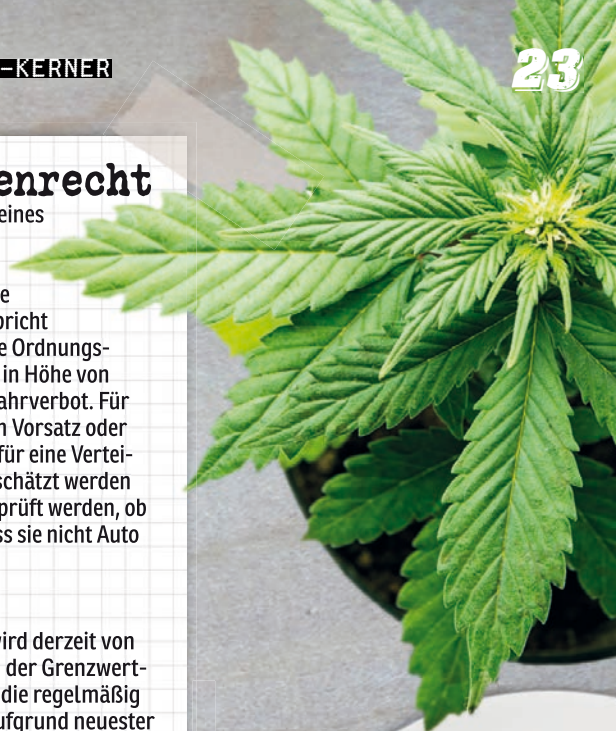 -KERNER
23
enrecht
eines
e
pricht
e Ordnungs-
in Höhe von
ahrverbot. Für
n Vorsatz oder
für eine Vertei-
schätzt werden
prüft werden, ob
ss sie nicht Auto
wird derzeit von
der Grenzwert-
die regelmäßig
ufgrund neuester